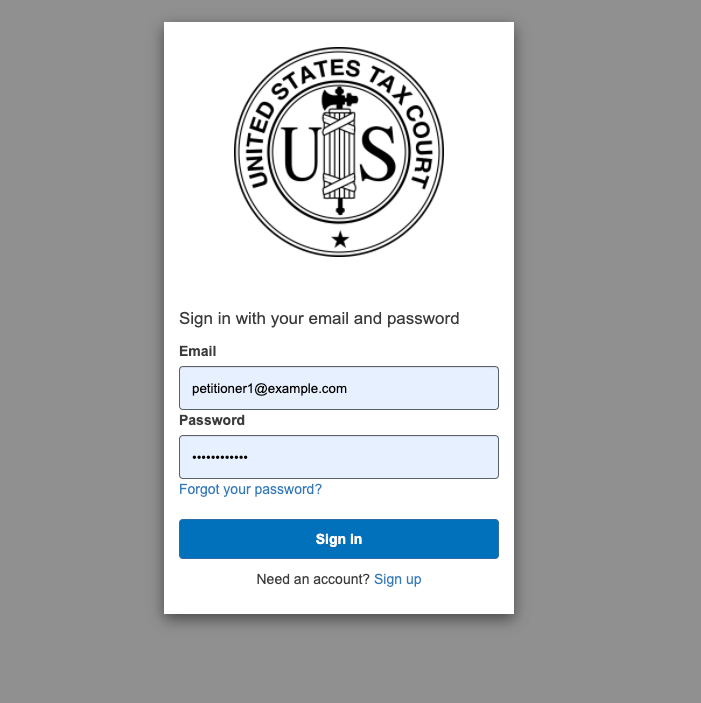 UNITED STATES TAX COURT
US
Sign in with your email and password
Email
petitioner1@example.com
Password
••••••••••••
Forgot your password?
Sign in
Need an account? Sign up